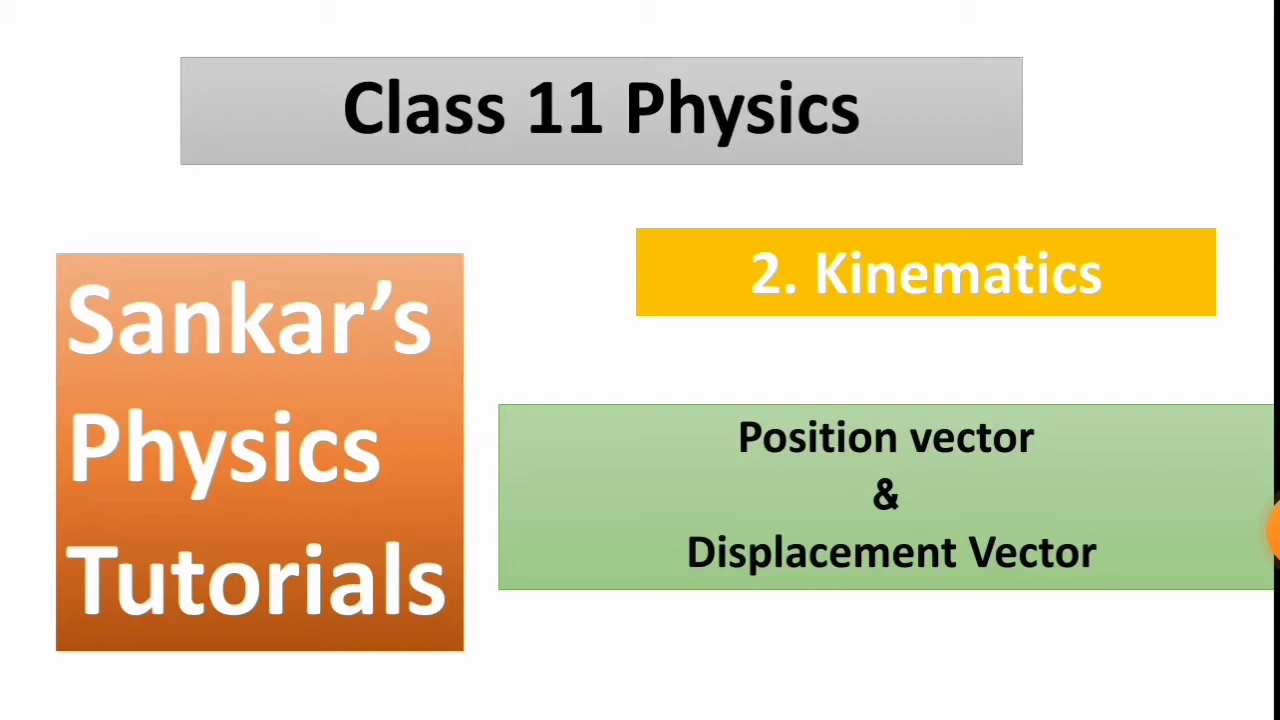 Class 11 Physics
2. Kinematics
Sankar’s
Physics
Tutorials
Position vector
&
Displacement Vector